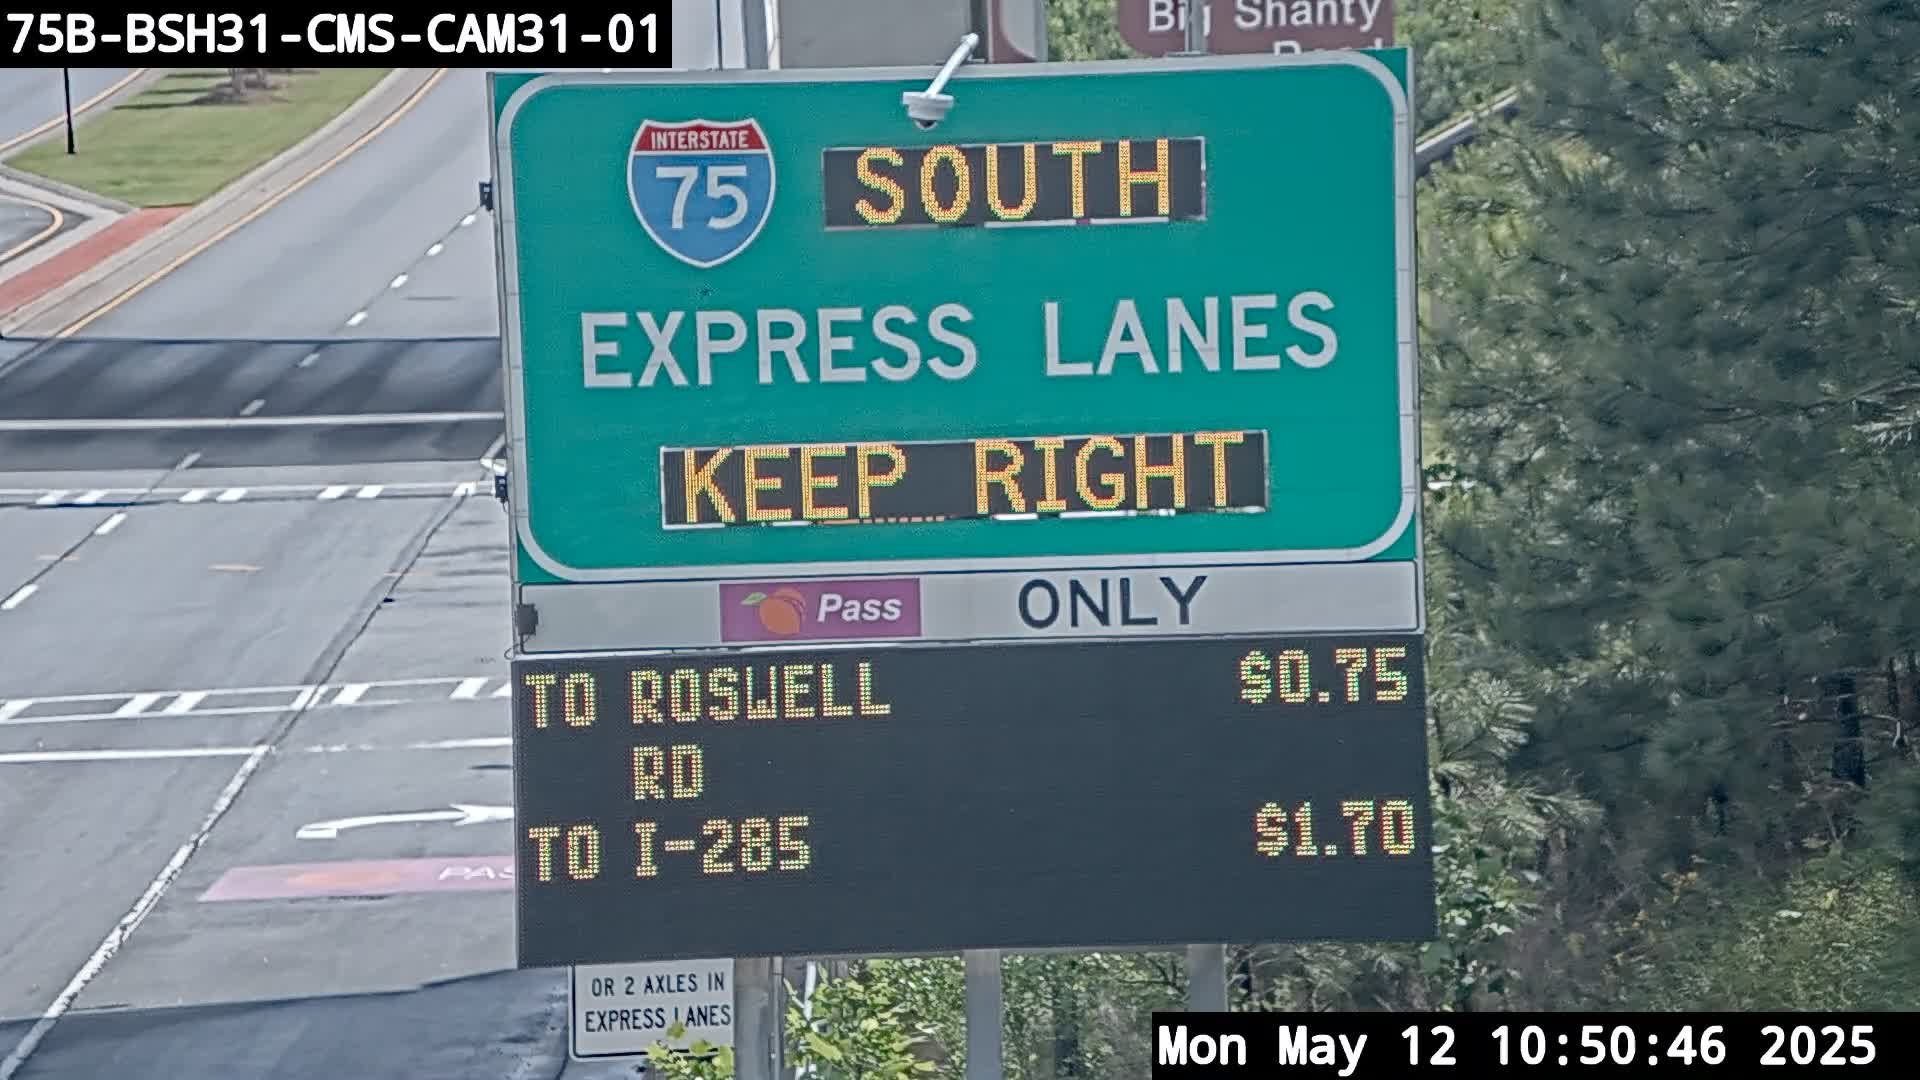 75B-BSH31-CMS-CAM31-01
Big Shanty
Road
INTERSTATE
75
SOUTH
EXPRESS LANES
KEEP RIGHT
Pass ONLY
TO ROSWELL $0.75
RD
TO I-285 $1.70
PAS
OR 2 AXLES IN
EXPRESS LANES
Mon May 12 10:50:46 2025